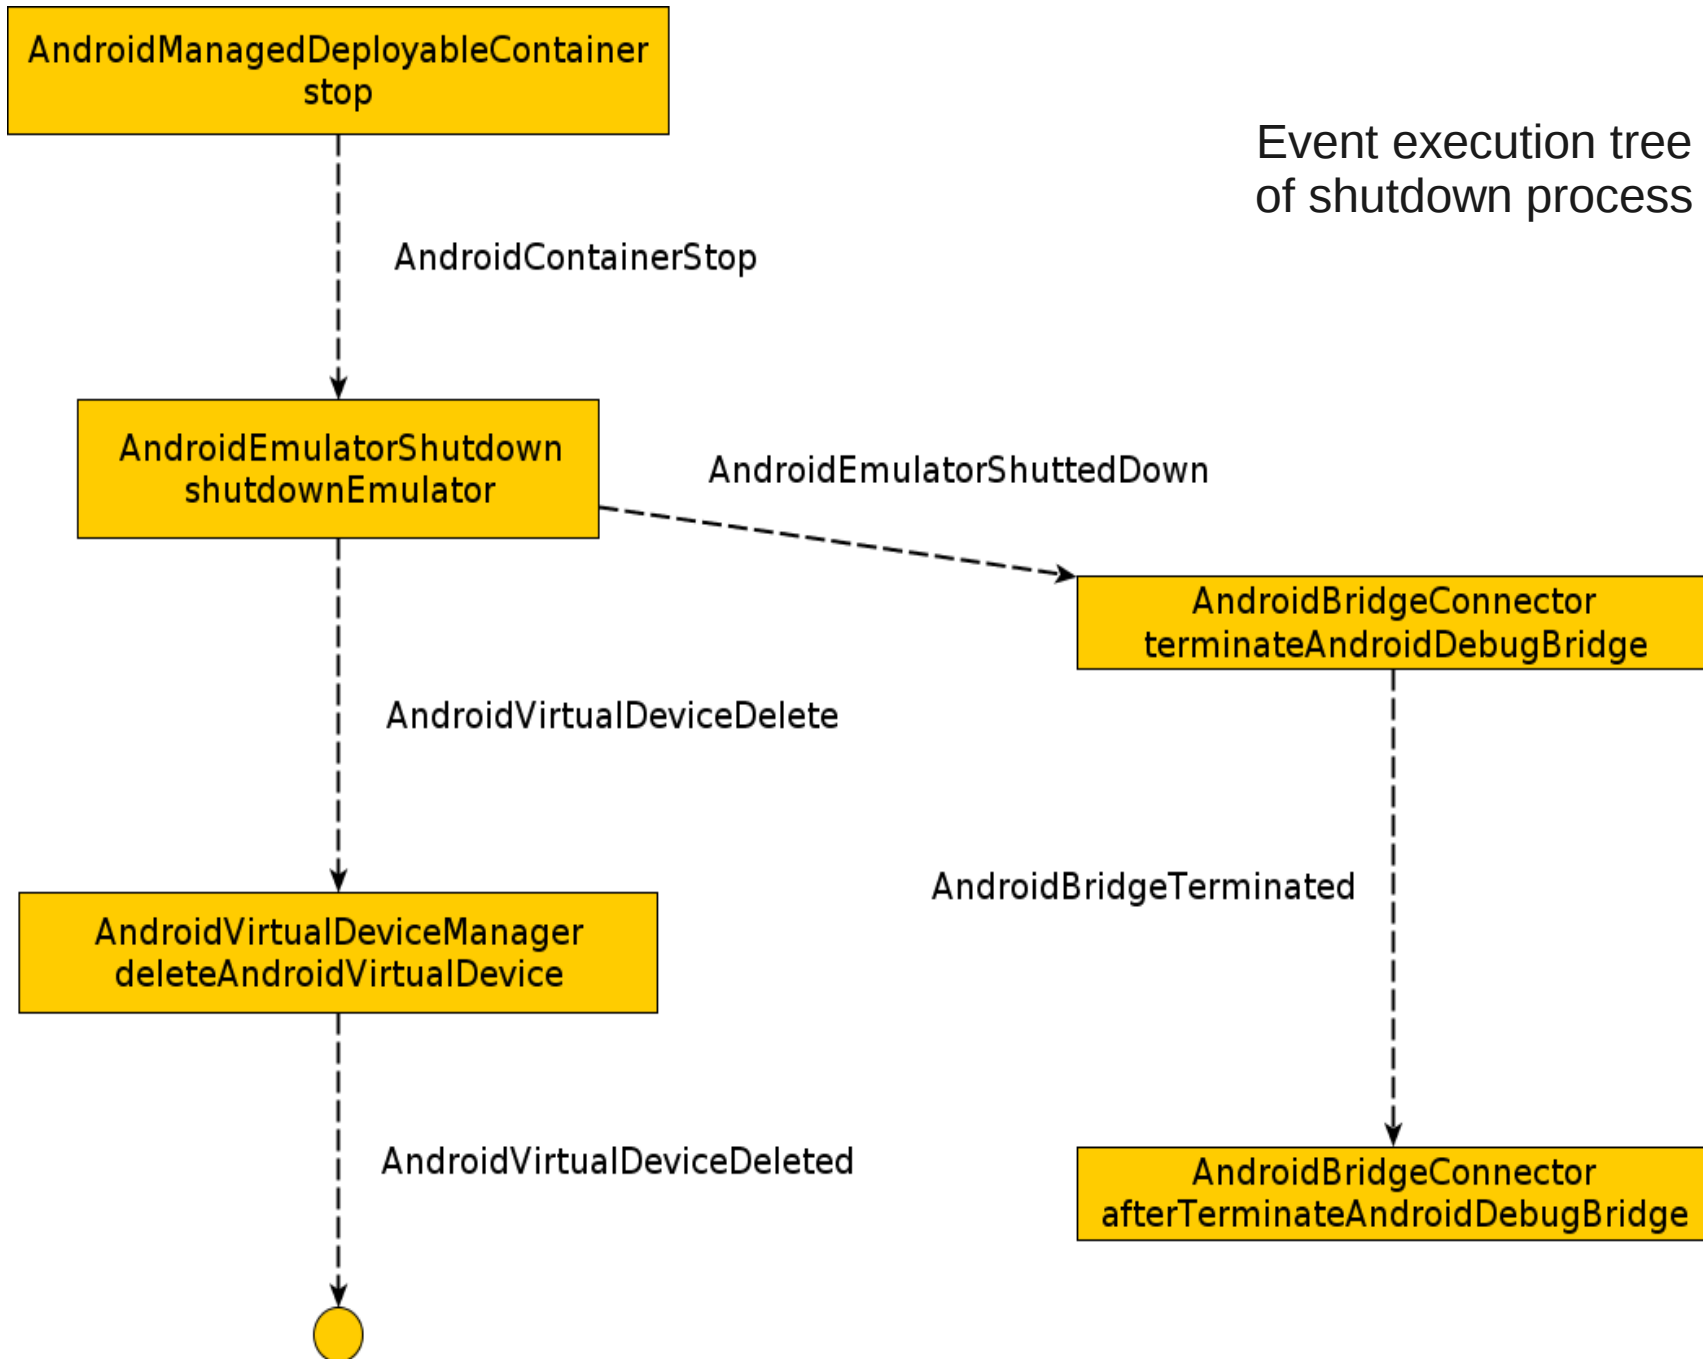 AndroidManagedDeployableContainer
stop
Event execution tree
of shutdown process
AndroidContainerStop
AndroidEmulatorShutdown
shutdownEmulator
AndroidEmulatorShuttedDown
AndroidBridgeConnector
terminateAndroidDebugBridge
AndroidVirtualDeviceDelete
AndroidBridgeTerminated
AndroidVirtualDeviceManager
deleteAndroidVirtualDevice
AndroidVirtualDeviceDeleted
AndroidBridgeConnector
afterTerminateAndroidDebugBridge